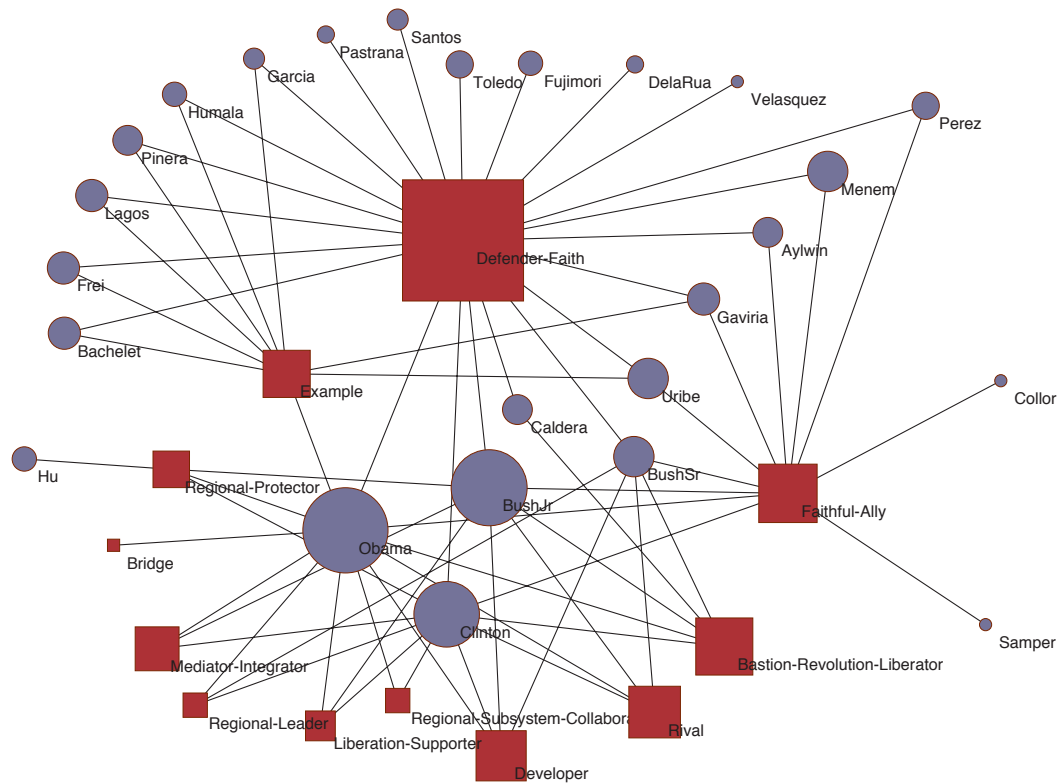 Santos
Pastrana
Garcia
Toledo
Fujimori
DelaRua
Velasquez
Humala
Perez
Pinera
Menem
Lagos
Aylwin
Defender-Faith
Frei
Gaviria
Bachelet
Example
Uribe
Collor
Caldera
Hu
BushSr
Regional-Protector
BushJr
Faithful-Ally
Obama
Bridge
Clinton
Samper
Mediator-Integrator
Bastion-Revolution-Liberator
Regional-Leader
Regional-Subsystem-Collabora
Rival
Liberation-Supporter
Developer